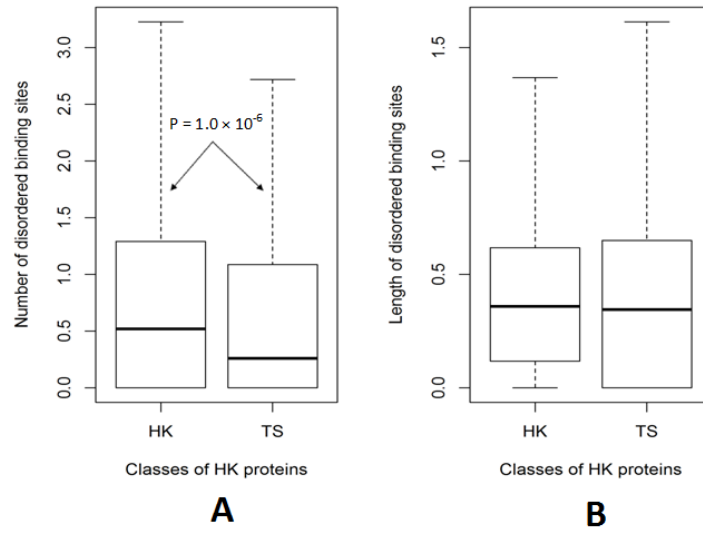 Number of disordered binding sites
3.0
2.5
2.0
1.5
1.0
0.5
0.0
P = 1.0 × 10⁻⁶
HK TS
Classes of HK proteins
A
Length of disordered binding sites
1.5
1.0
0.5
0.0
HK TS
Classes of HK proteins
B